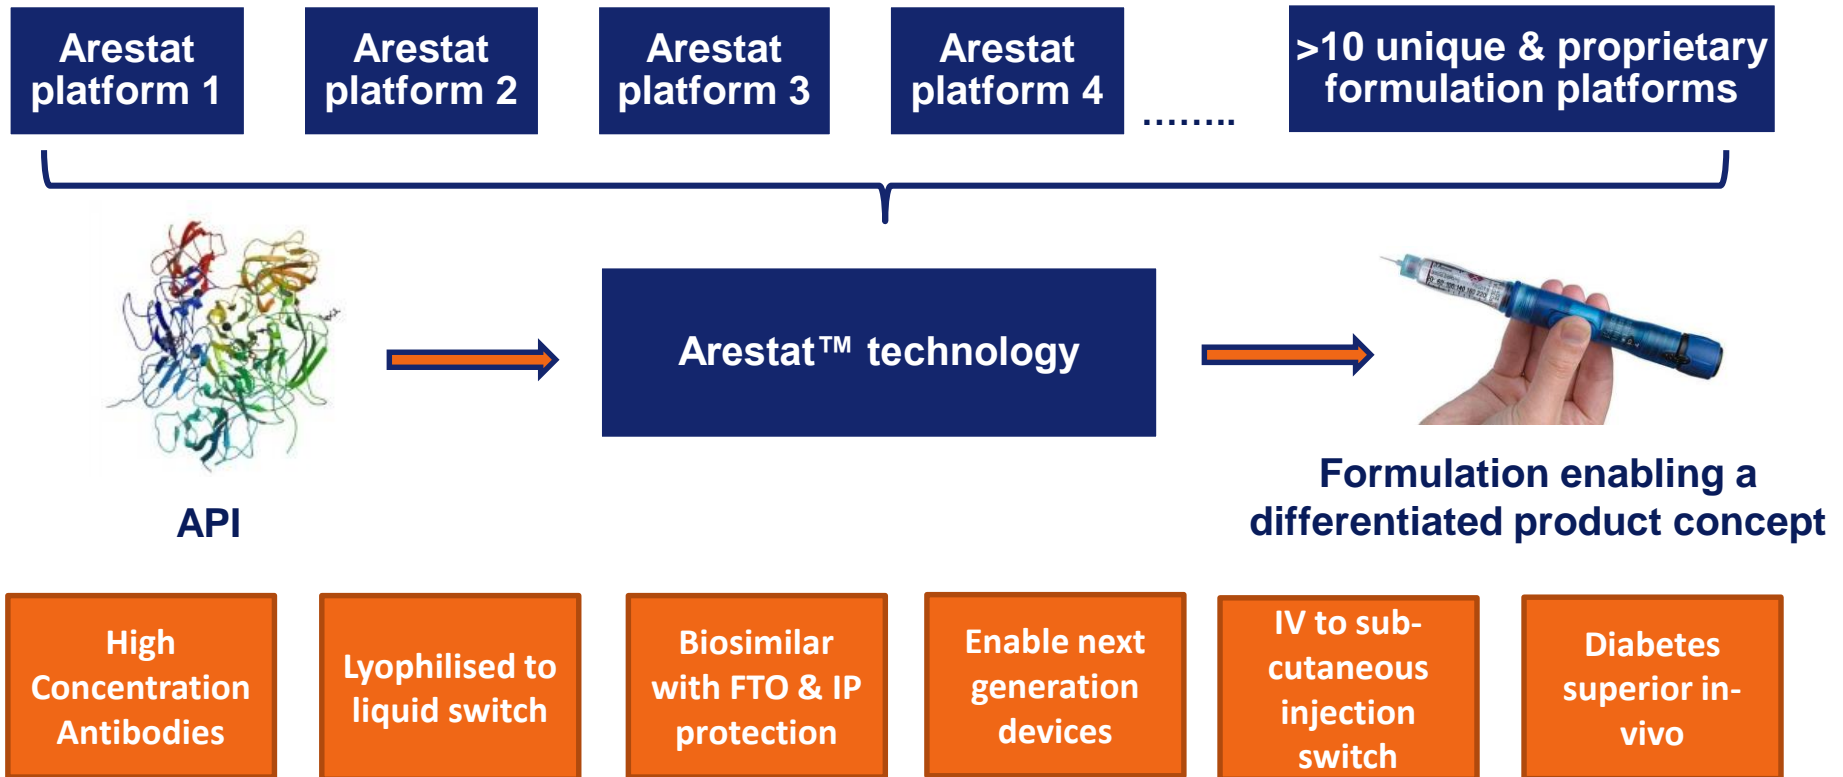 Arestat
platform 1
Arestat
platform 2
Arestat
platform 3
Arestat
platform 4
........
>10 unique & proprietary
formulation platforms
Arestat™ technology
API
Formulation enabling a
differentiated product concept
High
Concentration
Antibodies
Lyophilised to
liquid switch
Biosimilar
with FTO & IP
protection
Enable next
generation
devices
IV to sub-
cutaneous
injection
switch
Diabetes
superior in-
vivo